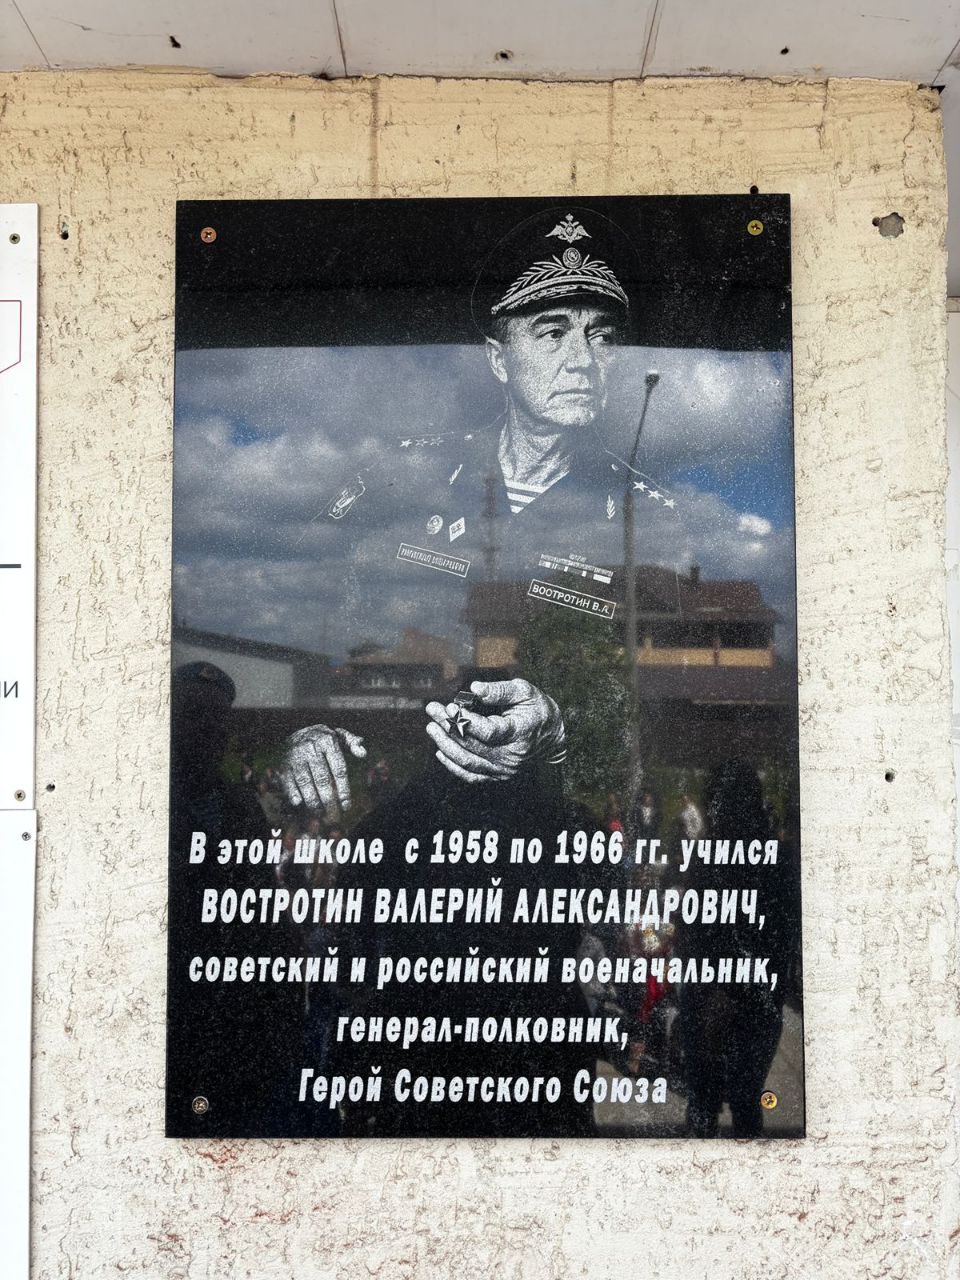 ВОСТРОТИН В.А.
В этой школе с 1958 по 1966 гг. учился
ВОСТРОТИН ВАЛЕРИЙ АЛЕКСАНДРОВИЧ,
советский и российский военачальник,
генерал-полковник,
Герой Советского Союза